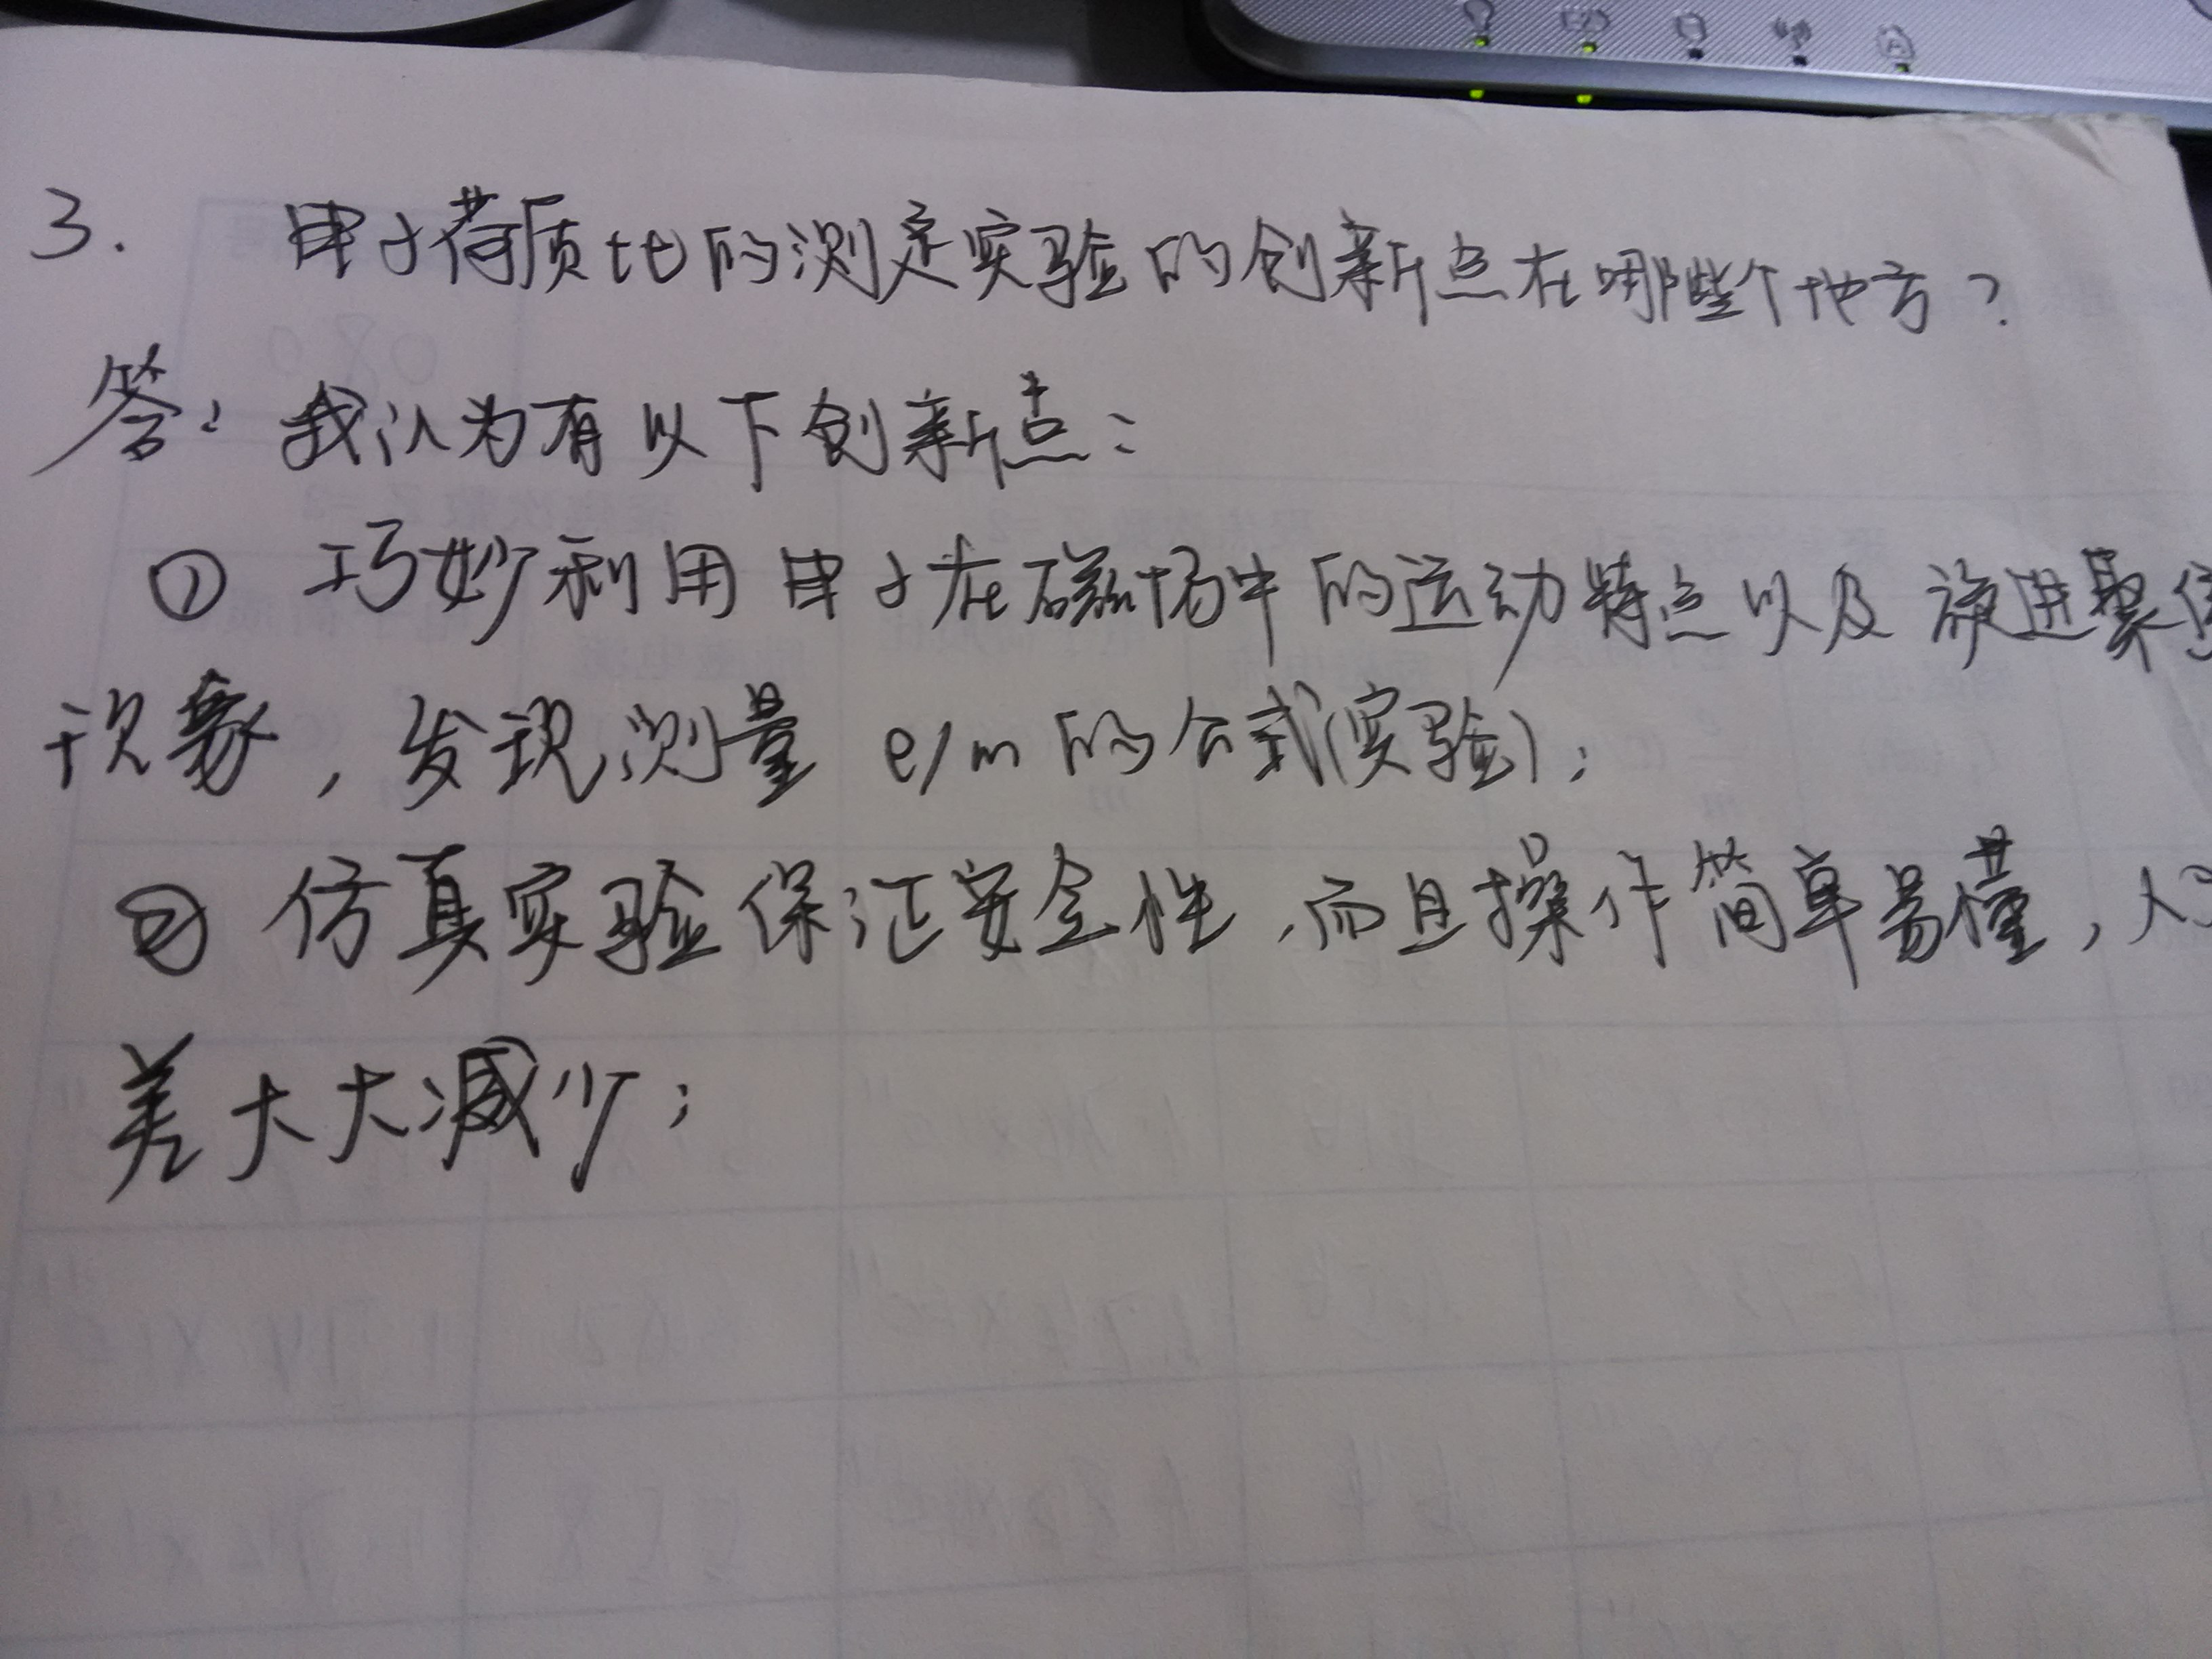 3. 电子荷质比的测定实验的创新点在哪些个地方?
答: 我认为有以下创新点:
① 巧妙利用电子在磁场中的运动特点以及旋进聚
现象,发现测量 e/m 的公式(实验);
② 仿真实验保证安全性,而且操作简单易懂,人
差大大减少;